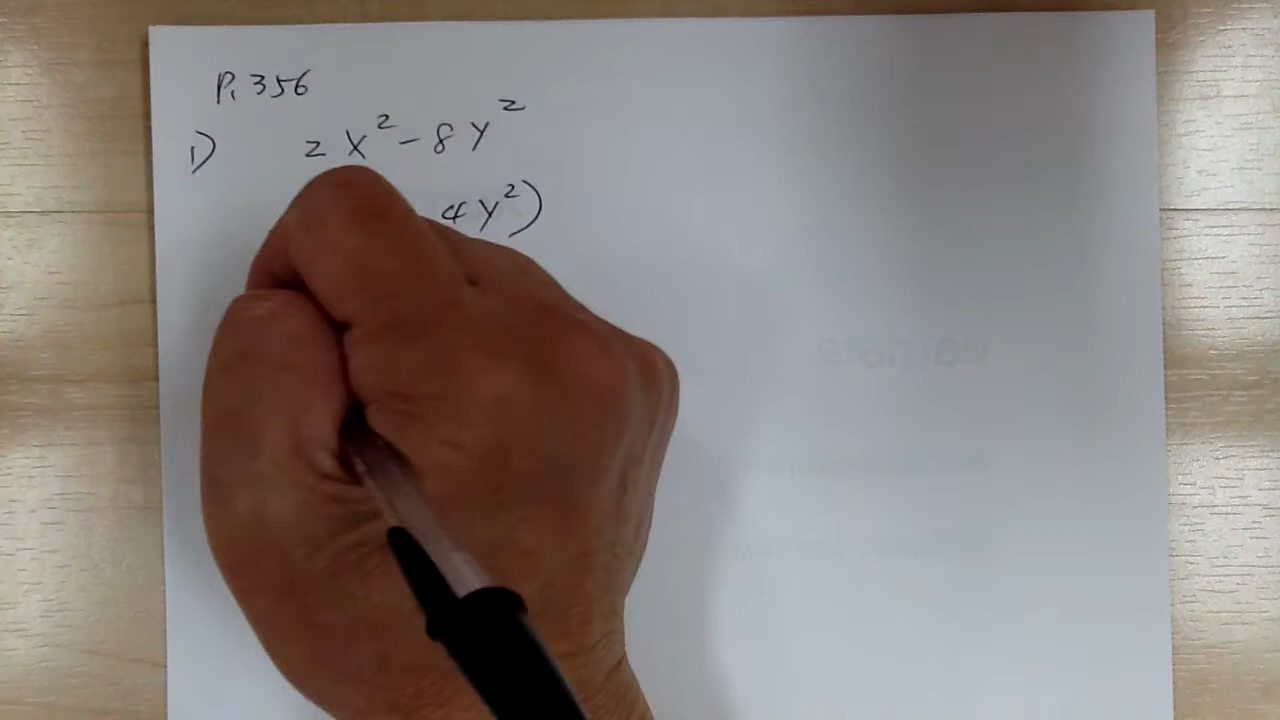 P. 356
1) 2x² - 8y²
4y²)